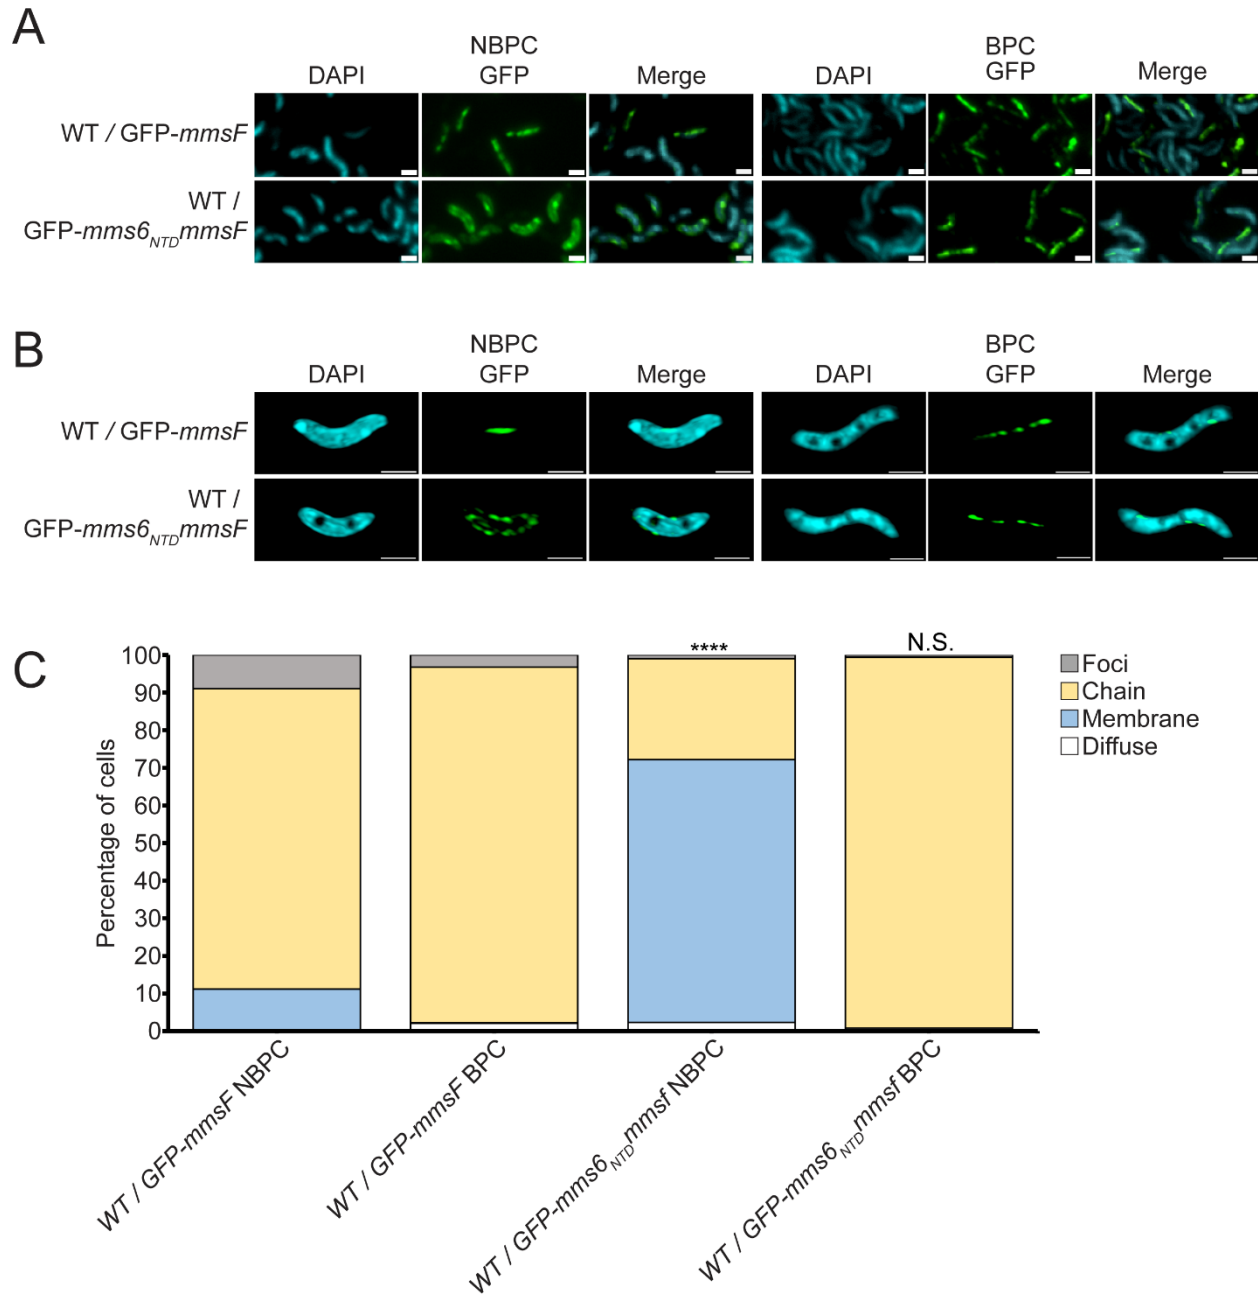 A
NBPC BPC
DAPI GFP Merge DAPI GFP Merge
WT / GFP-mmsF
WT /
GFP-mms6NTDmmsF
B
NBPC BPC
DAPI GFP Merge DAPI GFP Merge
WT / GFP-mmsF
WT /
GFP-mms6NTDmmsF
C
Percentage of cells
100
90
80
70
60
50
40
30
20
10
0
**** N.S.
Foci
Chain
Membrane
Diffuse
WT / GFP-mmsF NBPC
WT / GFP-mmsF BPC
WT / GFP-mms6NTDmmsf NBPC
WT / GFP-mms6NTDmmsf BPC